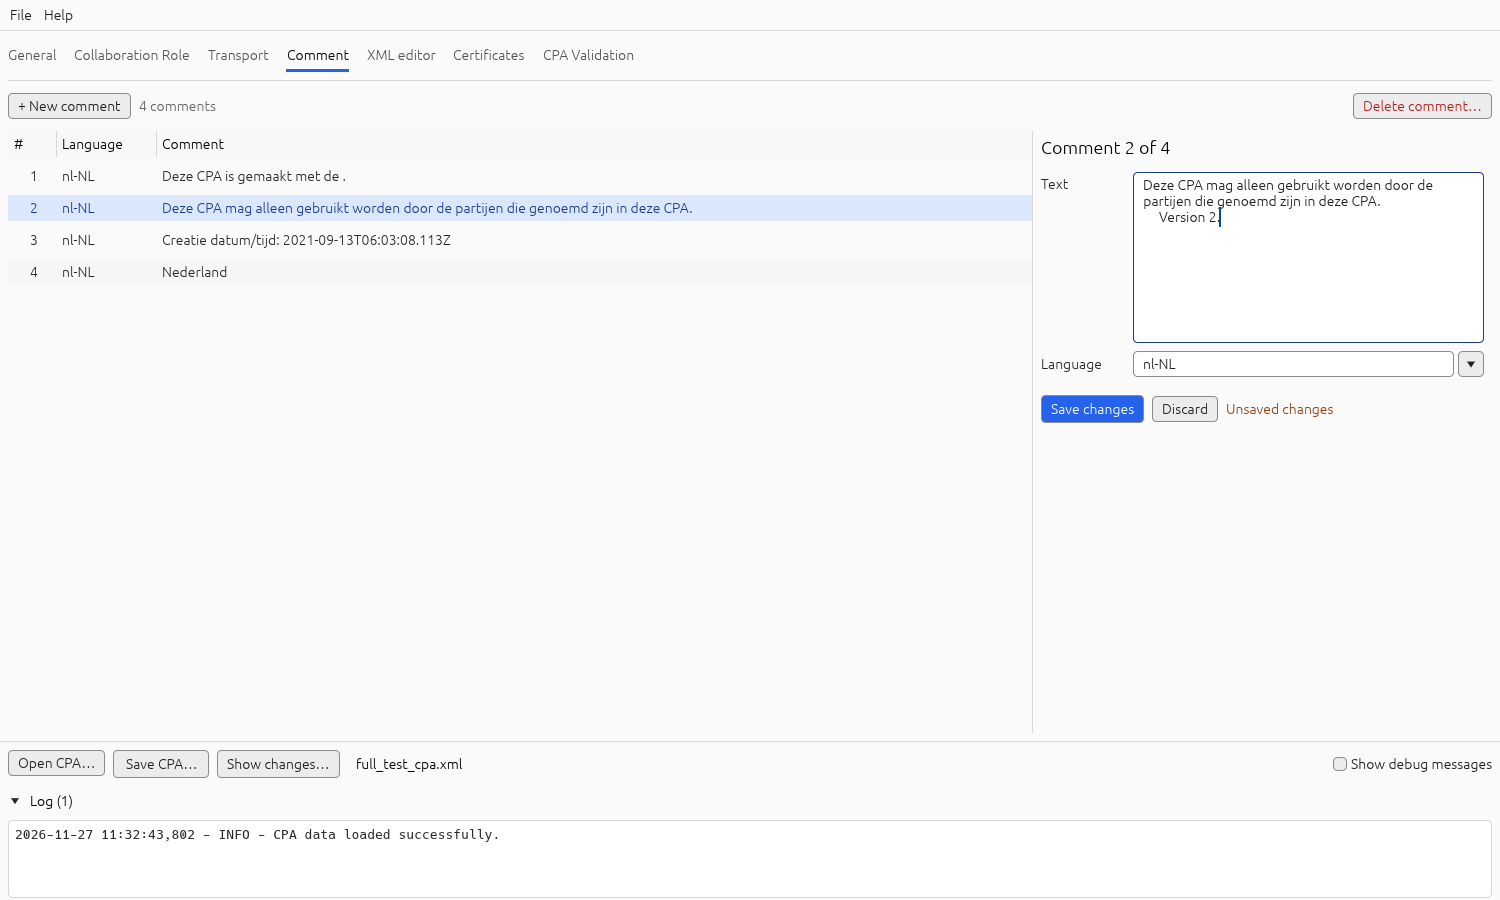 File Help
General Collaboration Role Transport Comment XML editor Certificates CPA Validation
+ New comment 4 comments Delete comment...
# Language Comment
1 nl-NL Deze CPA is gemaakt met de .
2 nl-NL Deze CPA mag alleen gebruikt worden door de partijen die genoemd zijn in deze CPA.
3 nl-NL Creatie datum/tijd: 2021-09-13T06:03:08.113Z
4 nl-NL Nederland
Comment 2 of 4
Text
Deze CPA mag alleen gebruikt worden door de
partijen die genoemd zijn in deze CPA.
Version 2.
Language nl-NL
Save changes Discard Unsaved changes
Open CPA... Save CPA... Show changes... full_test_cpa.xml Show debug messages
Log (1)
2026-11-27 11:32:43,802 - INFO - CPA data loaded successfully.